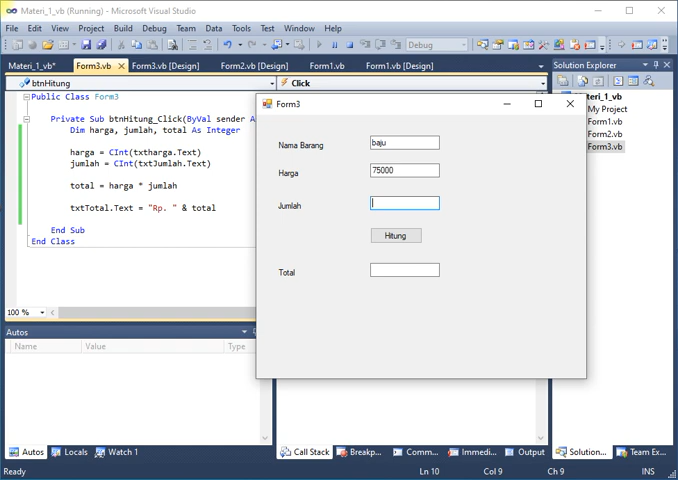 Materi_1_vb (Running) - Microsoft Visual Studio
File Edit View Project Build Debug Team Data Tools Test Window Help
Debug
Materi_1_vb* Form3.vb Form3.vb [Design] Form2.vb [Design] Form1.vb Form1.vb [Design]
Solution Explorer
btnHitung Click
Public Class Form3
Private Sub btnHitung_Click(ByVal sender A
Dim harga, jumlah, total As Integer
harga = CInt(txtharga.Text)
jumlah = CInt(txtJumlah.Text)
total = harga * jumlah
txtTotal.Text = "Rp. " & total
End Sub
End Class
100 %
Form3
Nama Barang baju
Harga 75000
Jumlah
Hitung
Total
teri_1_vb
My Project
Form1.vb
Form2.vb
Form3.vb
Autos
Name Value Type
Autos Locals Watch 1
Call Stack Breakp... Comm... Immedi... Output
Solution... Team Ex...
Ready Ln 10 Col 9 Ch 9 INS